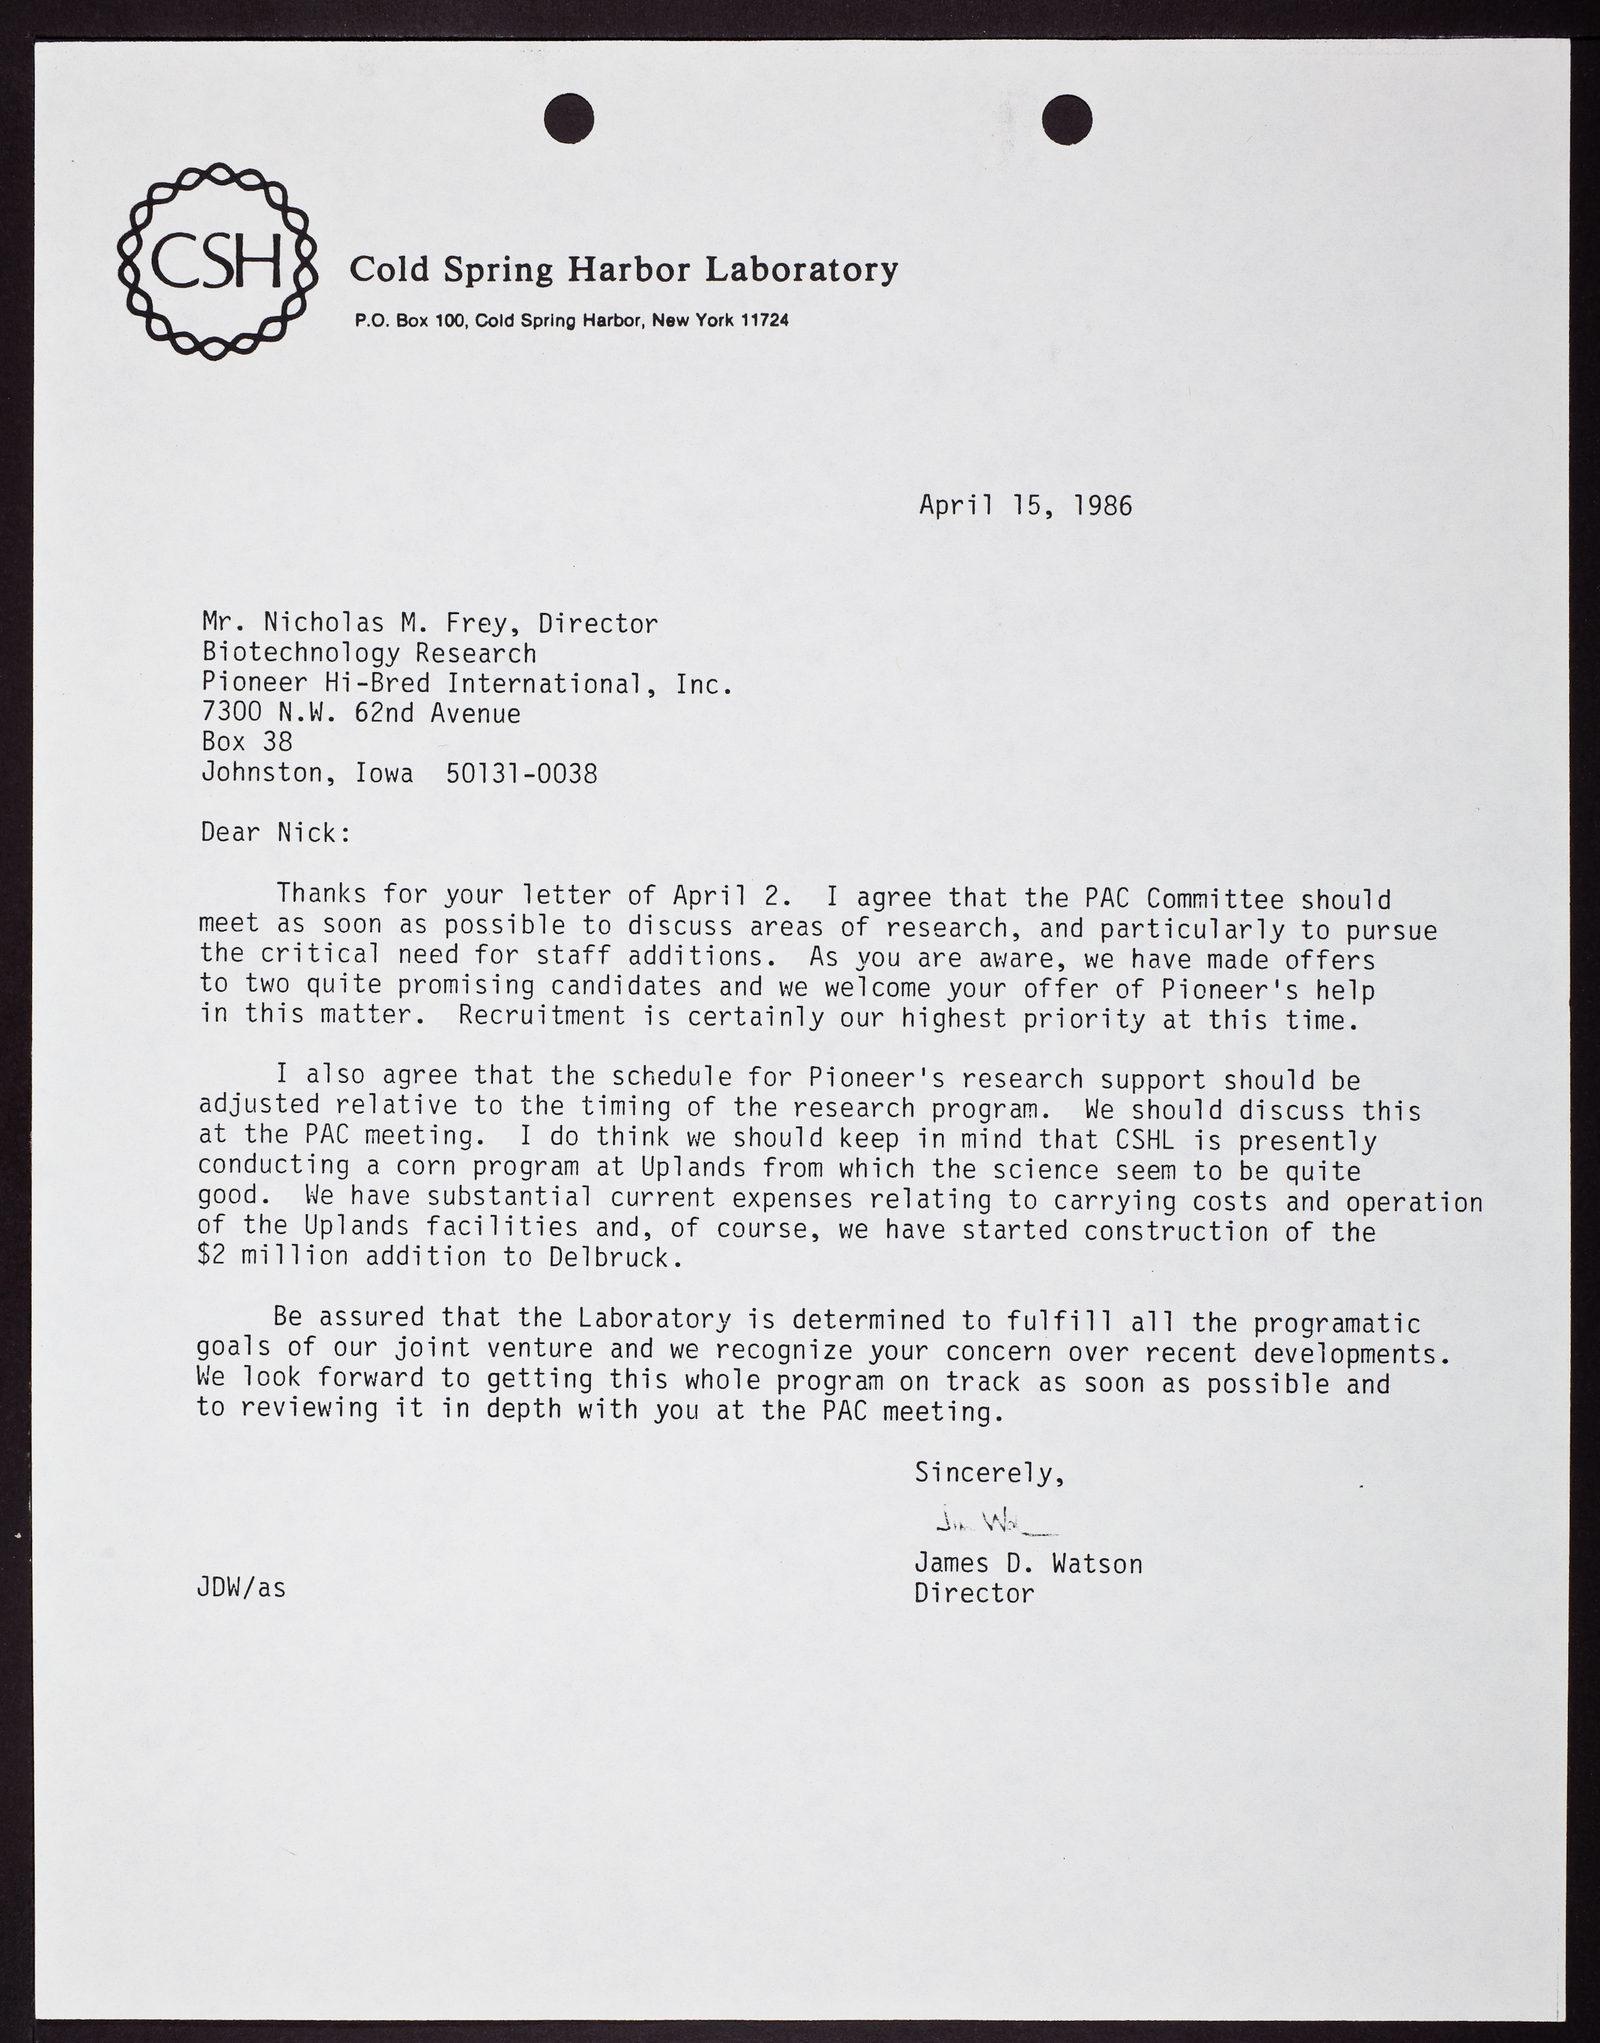 CSH
Cold Spring Harbor Laboratory
P.O. Box 100, Cold Spring Harbor, New York 11724
April 15, 1986
Mr. Nicholas M. Frey, Director
Biotechnology Research
Pioneer Hi-Bred International, Inc.
7300 N.W. 62nd Avenue
Box 38
Johnston, Iowa  50131-0038
Dear Nick:
Thanks for your letter of April 2.  I agree that the PAC Committee should
meet as soon as possible to discuss areas of research, and particularly to pursue
the critical need for staff additions.  As you are aware, we have made offers
to two quite promising candidates and we welcome your offer of Pioneer's help
in this matter.  Recruitment is certainly our highest priority at this time.
I also agree that the schedule for Pioneer's research support should be
adjusted relative to the timing of the research program.  We should discuss this
at the PAC meeting.  I do think we should keep in mind that CSHL is presently
conducting a corn program at Uplands from which the science seem to be quite
good.  We have substantial current expenses relating to carrying costs and operation
of the Uplands facilities and, of course, we have started construction of the
$2 million addition to Delbruck.
Be assured that the Laboratory is determined to fulfill all the programatic
goals of our joint venture and we recognize your concern over recent developments.
We look forward to getting this whole program on track as soon as possible and
to reviewing it in depth with you at the PAC meeting.
Sincerely,
James D. Watson
JDW/as
Director